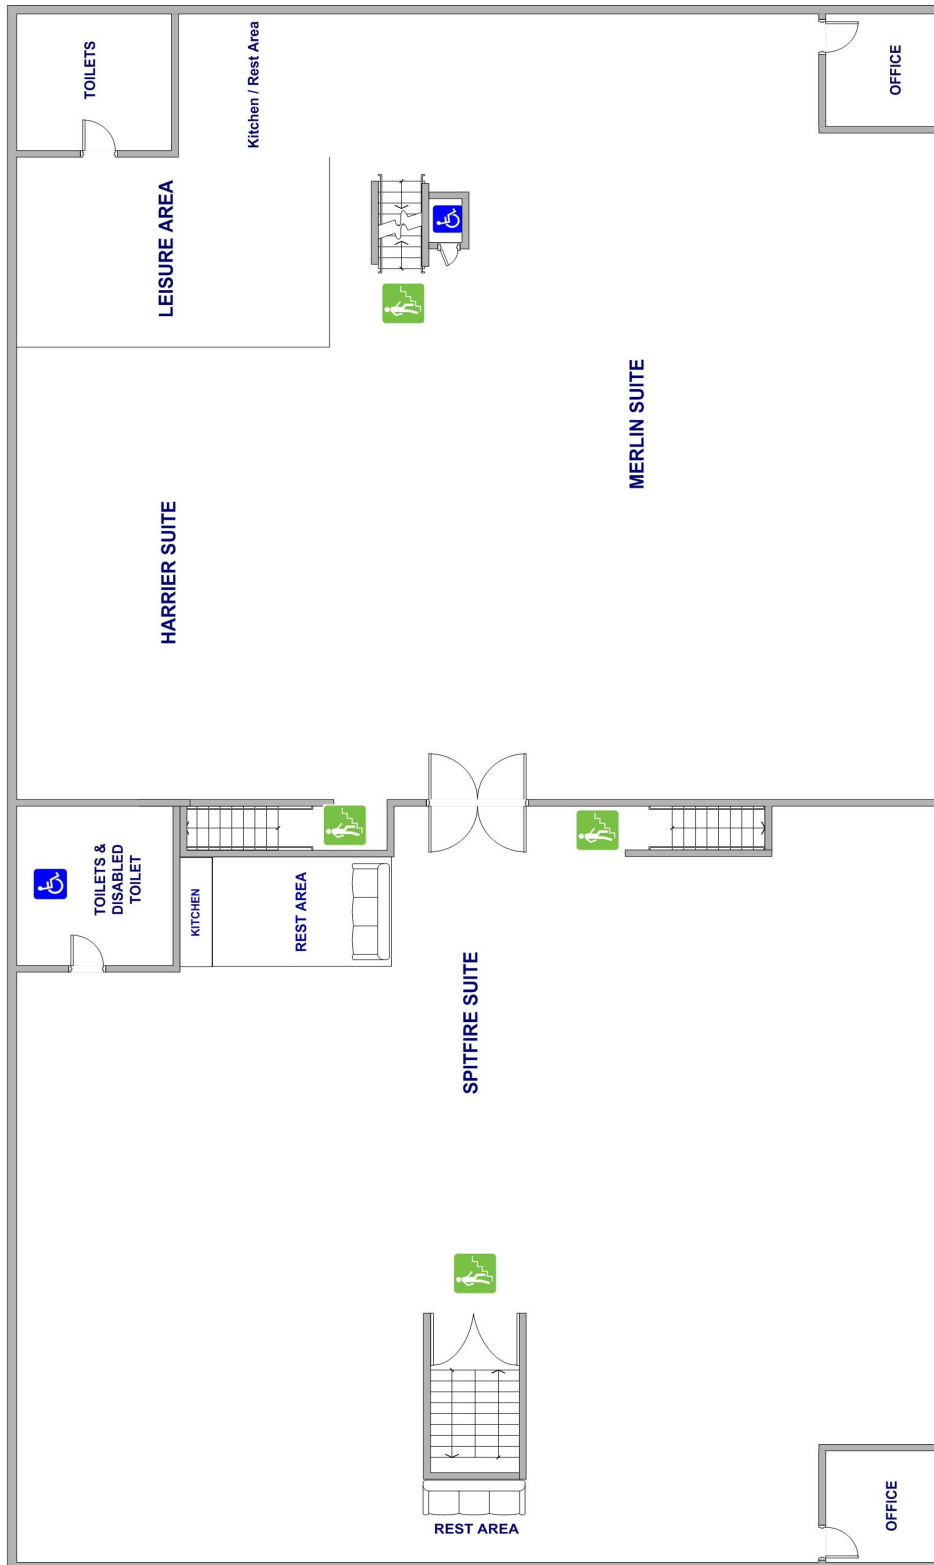 TOILETS
Kitchen / Rest Area
OFFICE
LEISURE AREA
MERLIN SUITE
HARRIER SUITE
TOILETS &
DISABLED
TOILET
KITCHEN
REST AREA
SPITFIRE SUITE
REST AREA
OFFICE